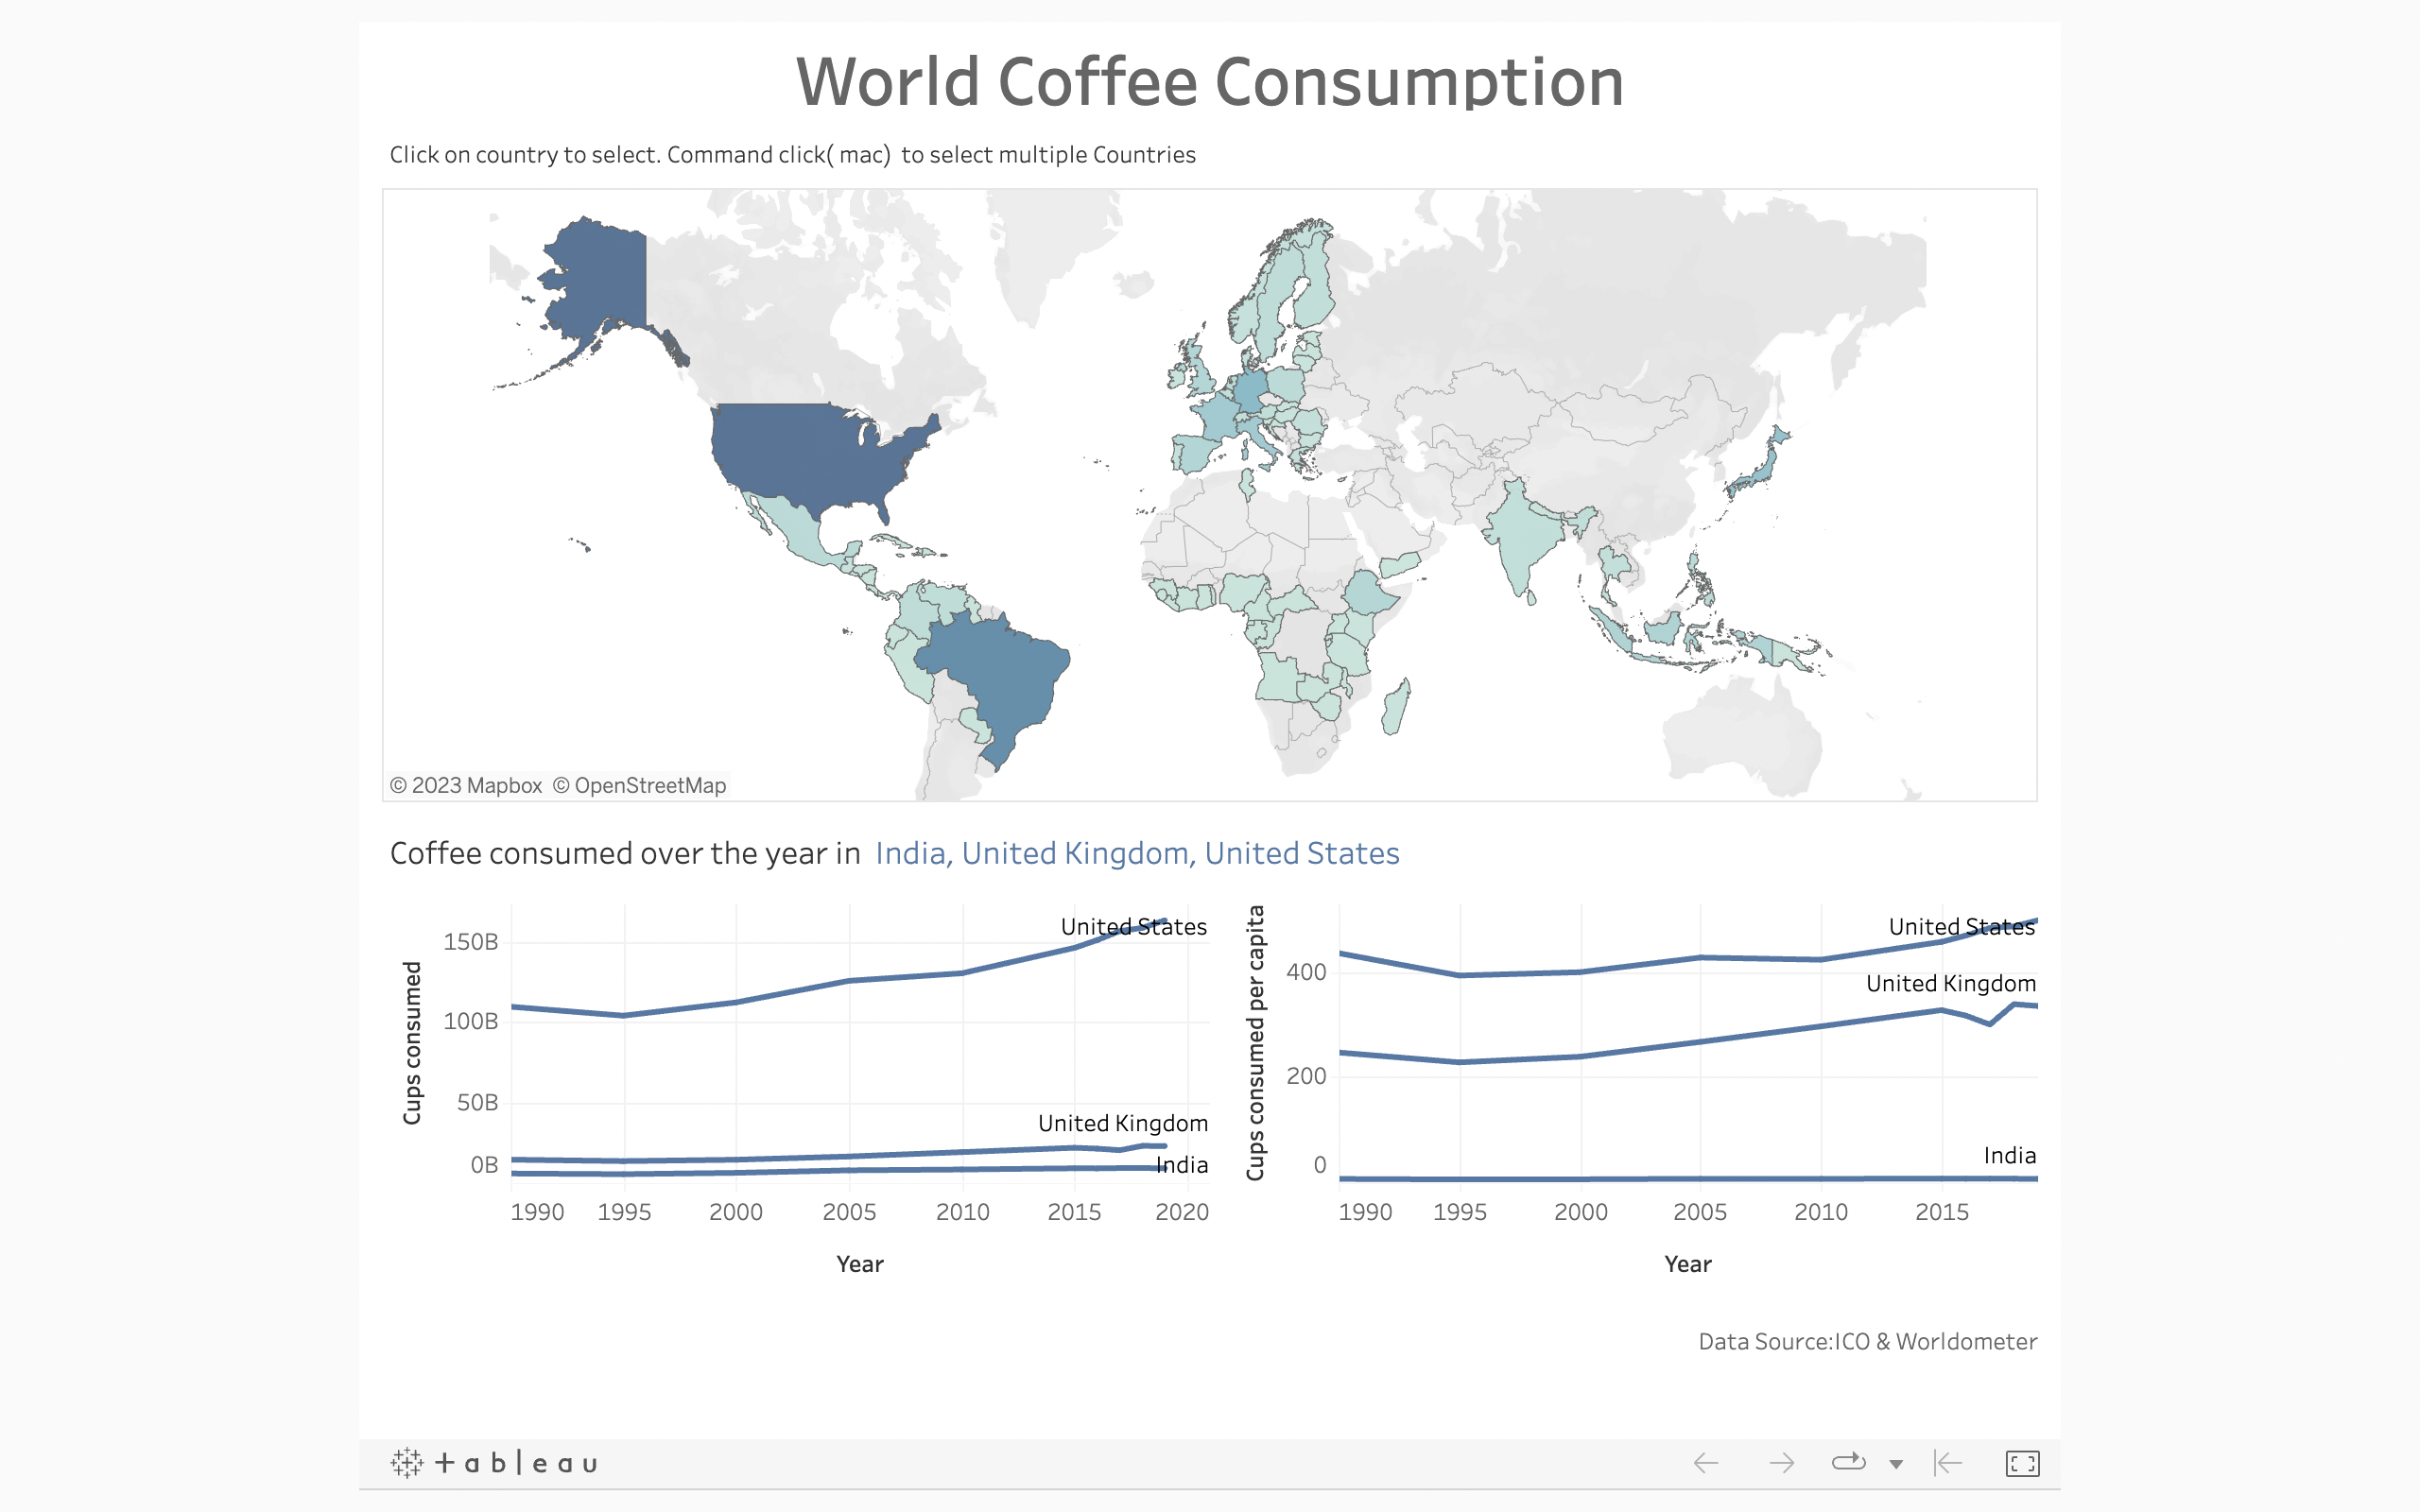 World Coffee Consumption
Click on country to select. Command click( mac)  to select multiple Countries
© 2023 Mapbox © OpenStreetMap
Coffee consumed over the year in India, United Kingdom, United States
Cups consumed
150B
100B
50B
0B
United States
United Kingdom
India
1990 1995 2000 2005 2010 2015 2020
Year
Cups consumed per capita
400
200
0
United States
United Kingdom
India
1990 1995 2000 2005 2010 2015
Year
Data Source:ICO & Worldometer
+ableau